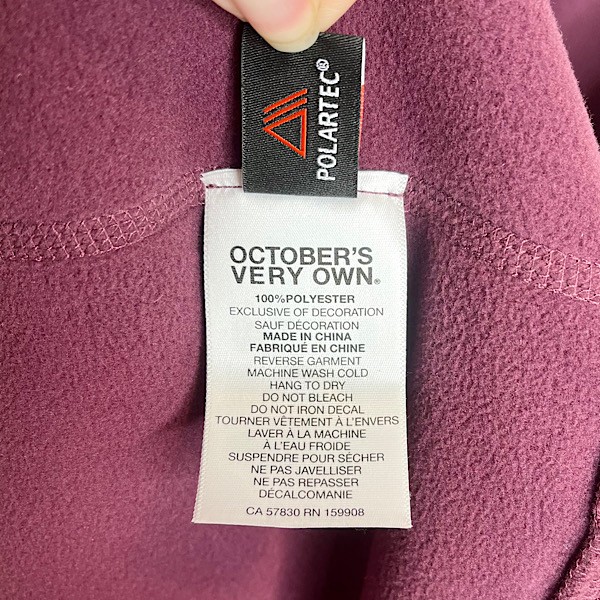 POLARTEC®
OCTOBER'S
VERY OWN®
100%POLYESTER
EXCLUSIVE OF DECORATION
SAUF DÉCORATION
MADE IN CHINA
FABRIQUÉ EN CHINE
REVERSE GARMENT
MACHINE WASH COLD
HANG TO DRY
DO NOT BLEACH
DO NOT IRON DECAL
TOURNER VÊTEMENT À L'ENVERS
LAVER À LA MACHINE
À L'EAU FROIDE
SUSPENDRE POUR SÉCHER
NE PAS JAVELLISER
NE PAS REPASSER
DÉCALCOMANIE
CA 57830 RN 159908